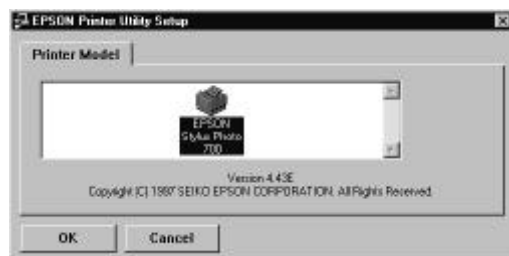 EPSON Printer Utility Setup
Printer Model
EPSON
Stylus Photo
700
Version 4.43E
Copyright (C) 1997 SEIKO EPSON CORPORATION. All Rights Reserved.
OK Cancel